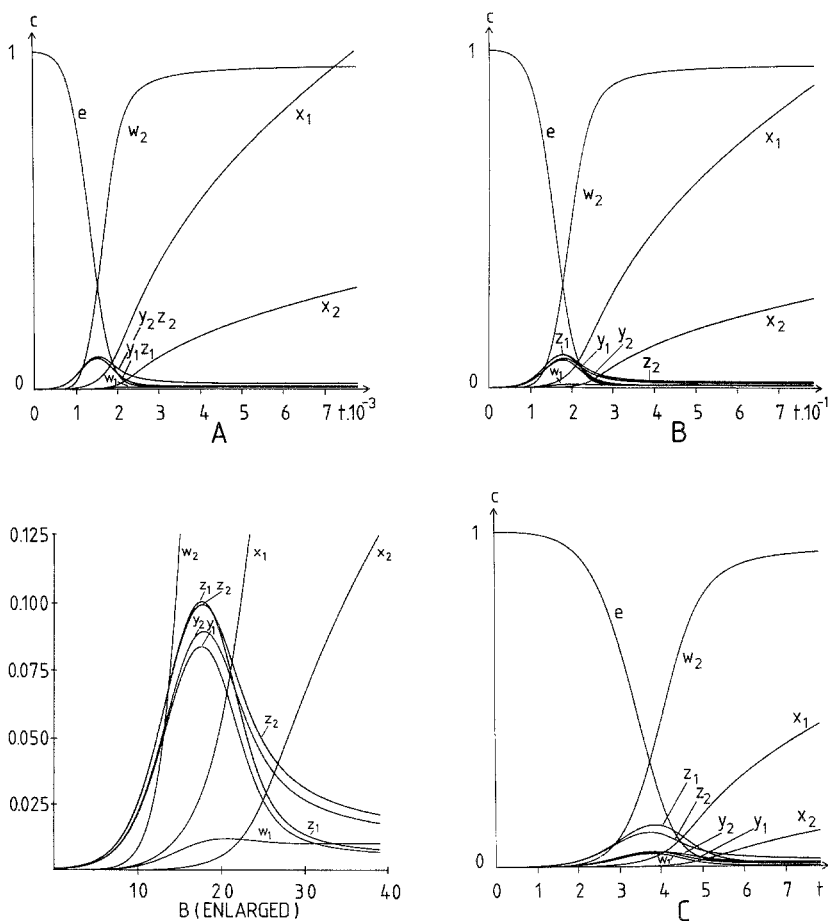 c
1
e
w₂
x₁
x₂
y₂ z₂
y₁ z₁
w₁
0
0 1 2 3 4 5 6 7 t.10⁻³
A
c
1
e
w₂
x₁
x₂
z₁
y₁
y₂
z₂
w₁
0
0 1 2 3 4 5 6 7 t.10⁻¹
B
0.125
0.100
0.050
0.025
w₂
x₁
x₂
z₁ z₂
y₂ y₁
z₂
w₁
z₁
10 20 30 40
B (ENLARGED)
c
1
e
w₂
x₁
x₂
z₁
z₂
y₂
y₁
w₁
0
0 1 2 3 4 5 6 7 t
C